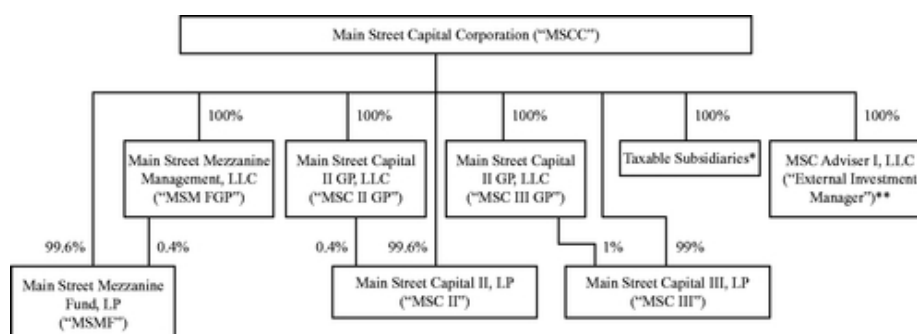 Main Street Capital Corporation (“MSCC”)
100%
100%
100%
100%
100%
Main Street Mezzanine
Management, LLC
(“MSM FGP”)
Main Street Capital
II GP, LLC
(“MSC II GP”)
Main Street Capital
II GP, LLC
(“MSC III GP”)
Taxable Subsidiaries*
MSC Adviser I, LLC
(“External Investment
Manager”)**
99.6%
0.4%
0.4%
99.6%
1%
99%
Main Street Mezzanine
Fund, LP
(“MSMF”)
Main Street Capital II, LP
(“MSC II”)
Main Street Capital III, LP
(“MSC III”)